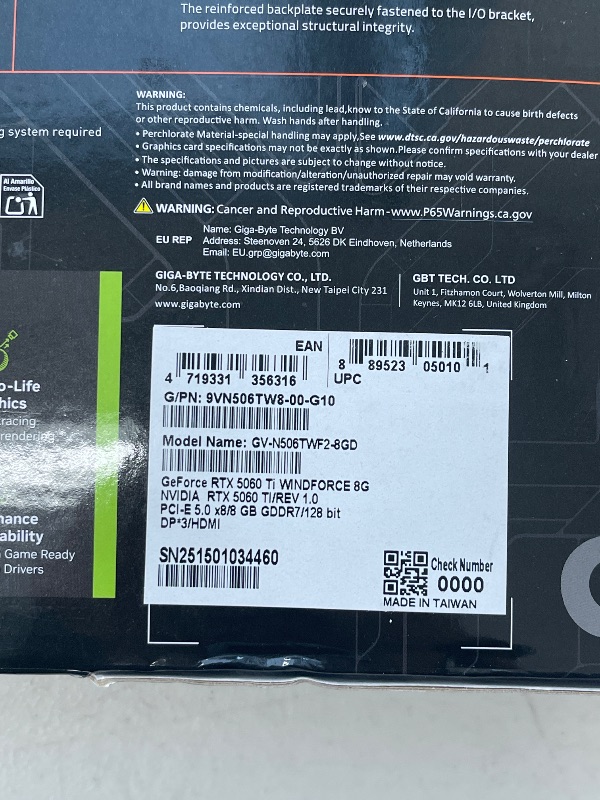 The reinforced backplate securely fastened to the I/O bracket,
provides exceptional structural integrity.
g system required
WARNING:
This product contains chemicals, including lead,know to the State of California to cause birth defects
or other reproductive harm. Wash hands after handling.
• Perchlorate Material-special handling may apply,See www.dtsc.ca.gov/hazardouswaste/perchlorate
• Graphics card specifications may not be exactly as shown.Please confirm specifications with your dealer
• The specifications and pictures are subject to change without notice.
• Warning: damage from modification/alteration/unauthorized repair may void warranty.
• All brand names and products are registered trademarks of their respective companies.
Al Amarillo
Envase Plástico
WARNING: Cancer and Reproductive Harm-www.P65Warnings.ca.gov
EU REP
Name: Giga-Byte Technology BV
Address: Steenoven 24, 5626 DK Eindhoven, Netherlands
Email: EU.grp@gigabyte.com
GIGA-BYTE TECHNOLOGY CO., LTD.
No.6,Baoqiang Rd., Xindian Dist., New Taipei City 231
www.gigabyte.com
GBT TECH. CO. LTD
Unit 1, Fitzhamon Court, Wolverton Mill, Milton
Keynes, MK12 6LB, United Kingdom
o-Life
hics
tracing
rendering
nance
ability
Game Ready
Drivers
EAN
4 719331 356316
UPC
8 89523 05010 1
G/PN: 9VN506TW8-00-G10
Model Name: GV-N506TWF2-8GD
GeForce RTX 5060 Ti WINDFORCE 8G
NVIDIA RTX 5060 TI/REV 1.0
PCI-E 5.0 x8/8 GB GDDR7/128 bit
DP*3/HDMI
SN251501034460
Check Number
0000
MADE IN TAIWAN